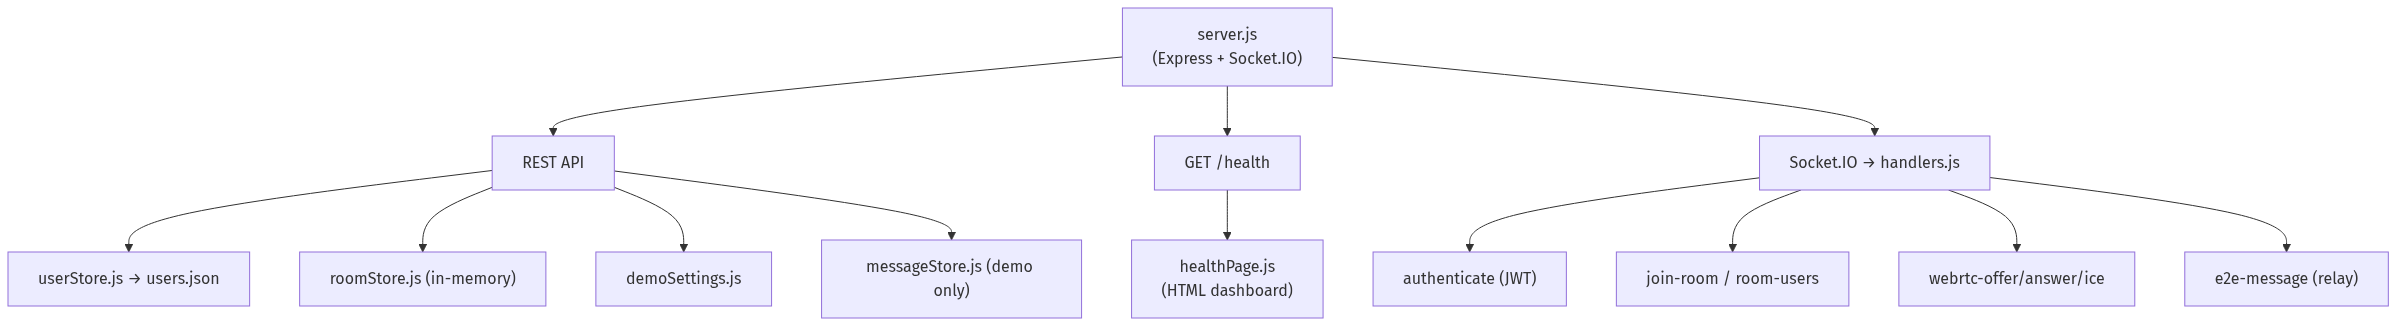 server.js
(Express + Socket.IO)
REST API
GET /health
Socket.IO → handlers.js
userStore.js → users.json
roomStore.js (in-memory)
demoSettings.js
messageStore.js (demo
only)
healthPage.js
(HTML dashboard)
authenticate (JWT)
join-room / room-users
webrtc-offer/answer/ice
e2e-message (relay)